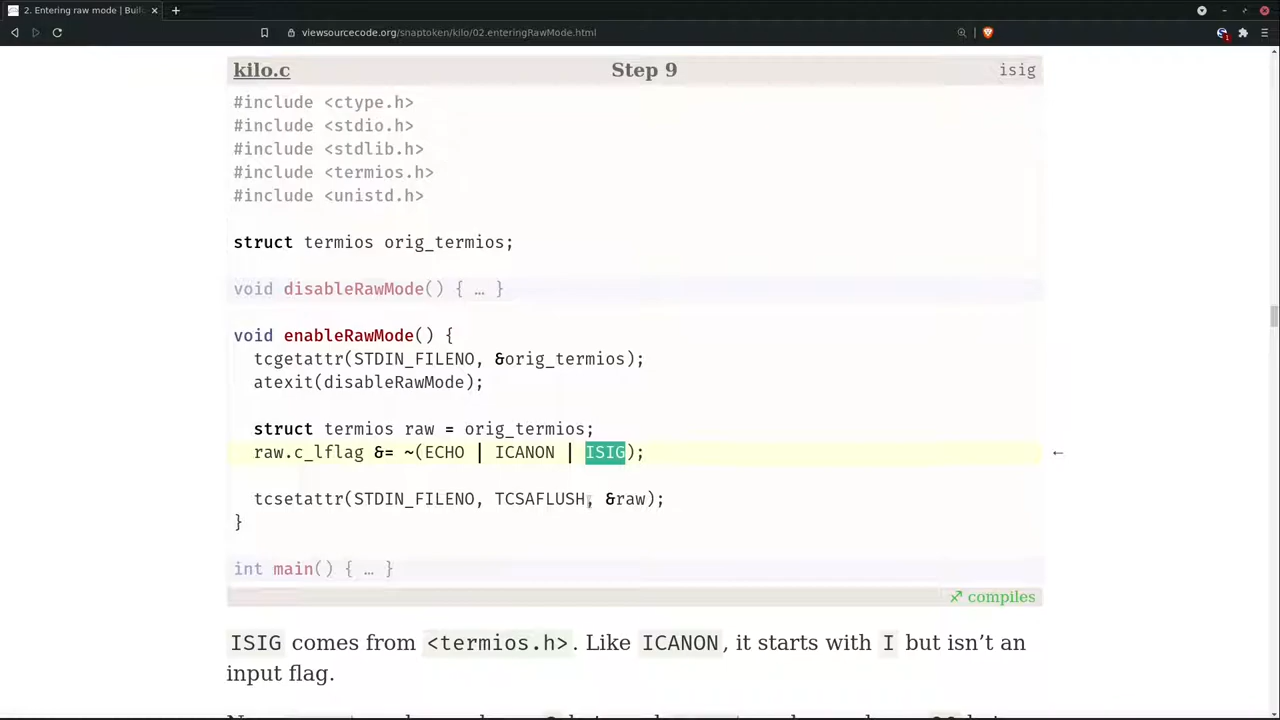 2. Entering raw mode | Buil
viewsourcecode.org/snaptoken/kilo/02.enteringRawMode.html
kilo.c Step 9 isig
#include <ctype.h>
#include <stdio.h>
#include <stdlib.h>
#include <termios.h>
#include <unistd.h>
struct termios orig_termios;
void disableRawMode() { … }
void enableRawMode() {
tcgetattr(STDIN_FILENO, &orig_termios);
atexit(disableRawMode);
struct termios raw = orig_termios;
raw.c_lflag &= ~(ECHO | ICANON | ISIG); ←
tcsetattr(STDIN_FILENO, TCSAFLUSH, &raw);
}
int main() { … }
♐ compiles
ISIG comes from <termios.h>. Like ICANON, it starts with I but isn’t an
input flag.